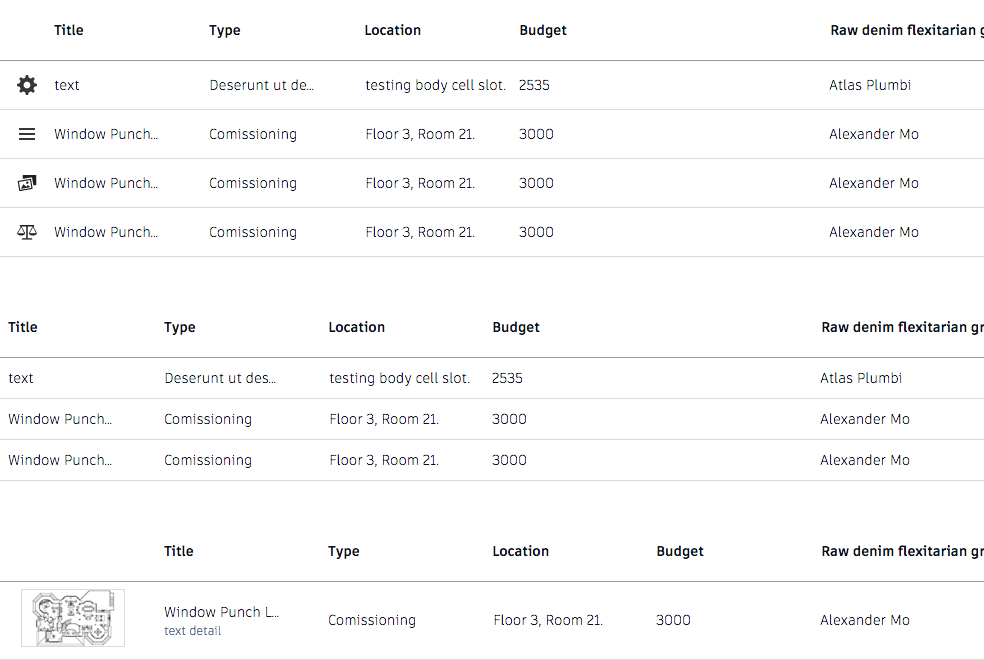 Title Type Location Budget Raw denim flexitarian g
text Deserunt ut de... testing body cell slot. 2535 Atlas Plumbi
Window Punch... Comissioning Floor 3, Room 21. 3000 Alexander Mo
Window Punch... Comissioning Floor 3, Room 21. 3000 Alexander Mo
Window Punch... Comissioning Floor 3, Room 21. 3000 Alexander Mo
Title Type Location Budget Raw denim flexitarian gr
text Deserunt ut des... testing body cell slot. 2535 Atlas Plumbi
Window Punch... Comissioning Floor 3, Room 21. 3000 Alexander Mo
Window Punch... Comissioning Floor 3, Room 21. 3000 Alexander Mo
Title Type Location Budget Raw denim flexitarian gr
Window Punch L... Comissioning Floor 3, Room 21. 3000 Alexander Mo
text detail